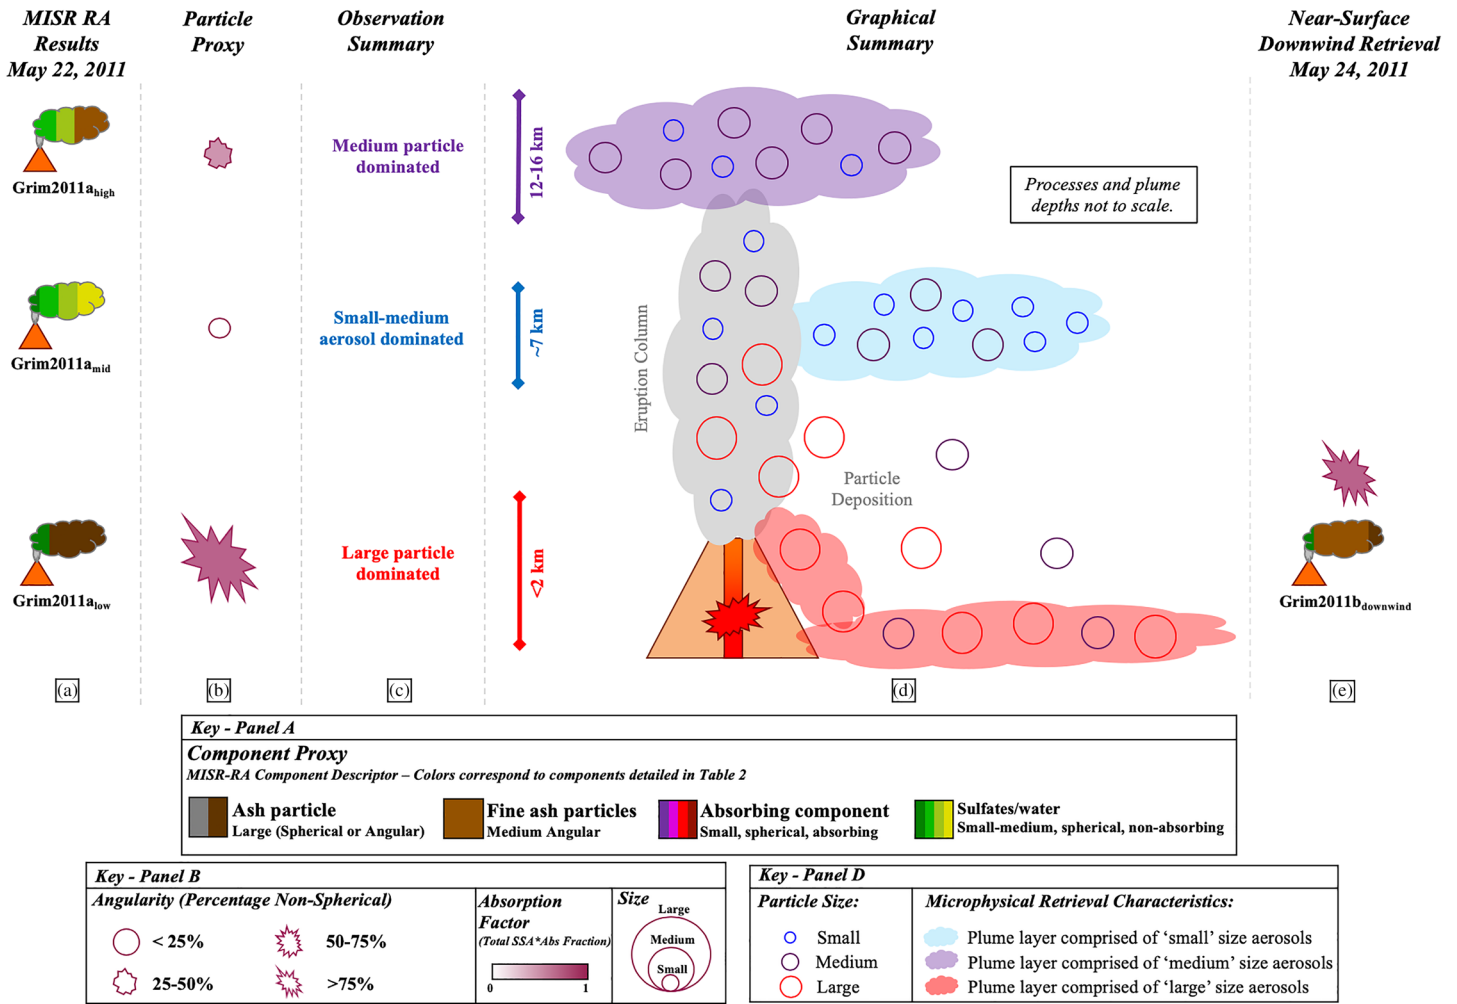 MISR RA
Results
May 22, 2011
Particle
Proxy
Observation
Summary
Graphical
Summary
Near-Surface
Downwind Retrieval
May 24, 2011
Grim2011ahigh
Medium particle
dominated
12-16 km
Processes and plume
depths not to scale.
Grim2011amid
Small-medium
aerosol dominated
~7 km
Eruption Column
Particle
Deposition
Grim2011alow
Large particle
dominated
<2 km
Grim2011bdownwind
(a)
(b)
(c)
(d)
(e)
Key - Panel A
Component Proxy
MISR-RA Component Descriptor – Colors correspond to components detailed in Table 2
Ash particle
Large (Spherical or Angular)
Fine ash particles
Medium Angular
Absorbing component
Small, spherical, absorbing
Sulfates/water
Small-medium, spherical, non-absorbing
Key - Panel B
Angularity (Percentage Non-Spherical)
< 25%
50-75%
25-50%
>75%
Absorption
Factor
(Total SSA*Abs Fraction)
0
1
Size
Large
Medium
Small
Key - Panel D
Particle Size:
Small
Medium
Large
Microphysical Retrieval Characteristics:
Plume layer comprised of ‘small’ size aerosols
Plume layer comprised of ‘medium’ size aerosols
Plume layer comprised of ‘large’ size aerosols